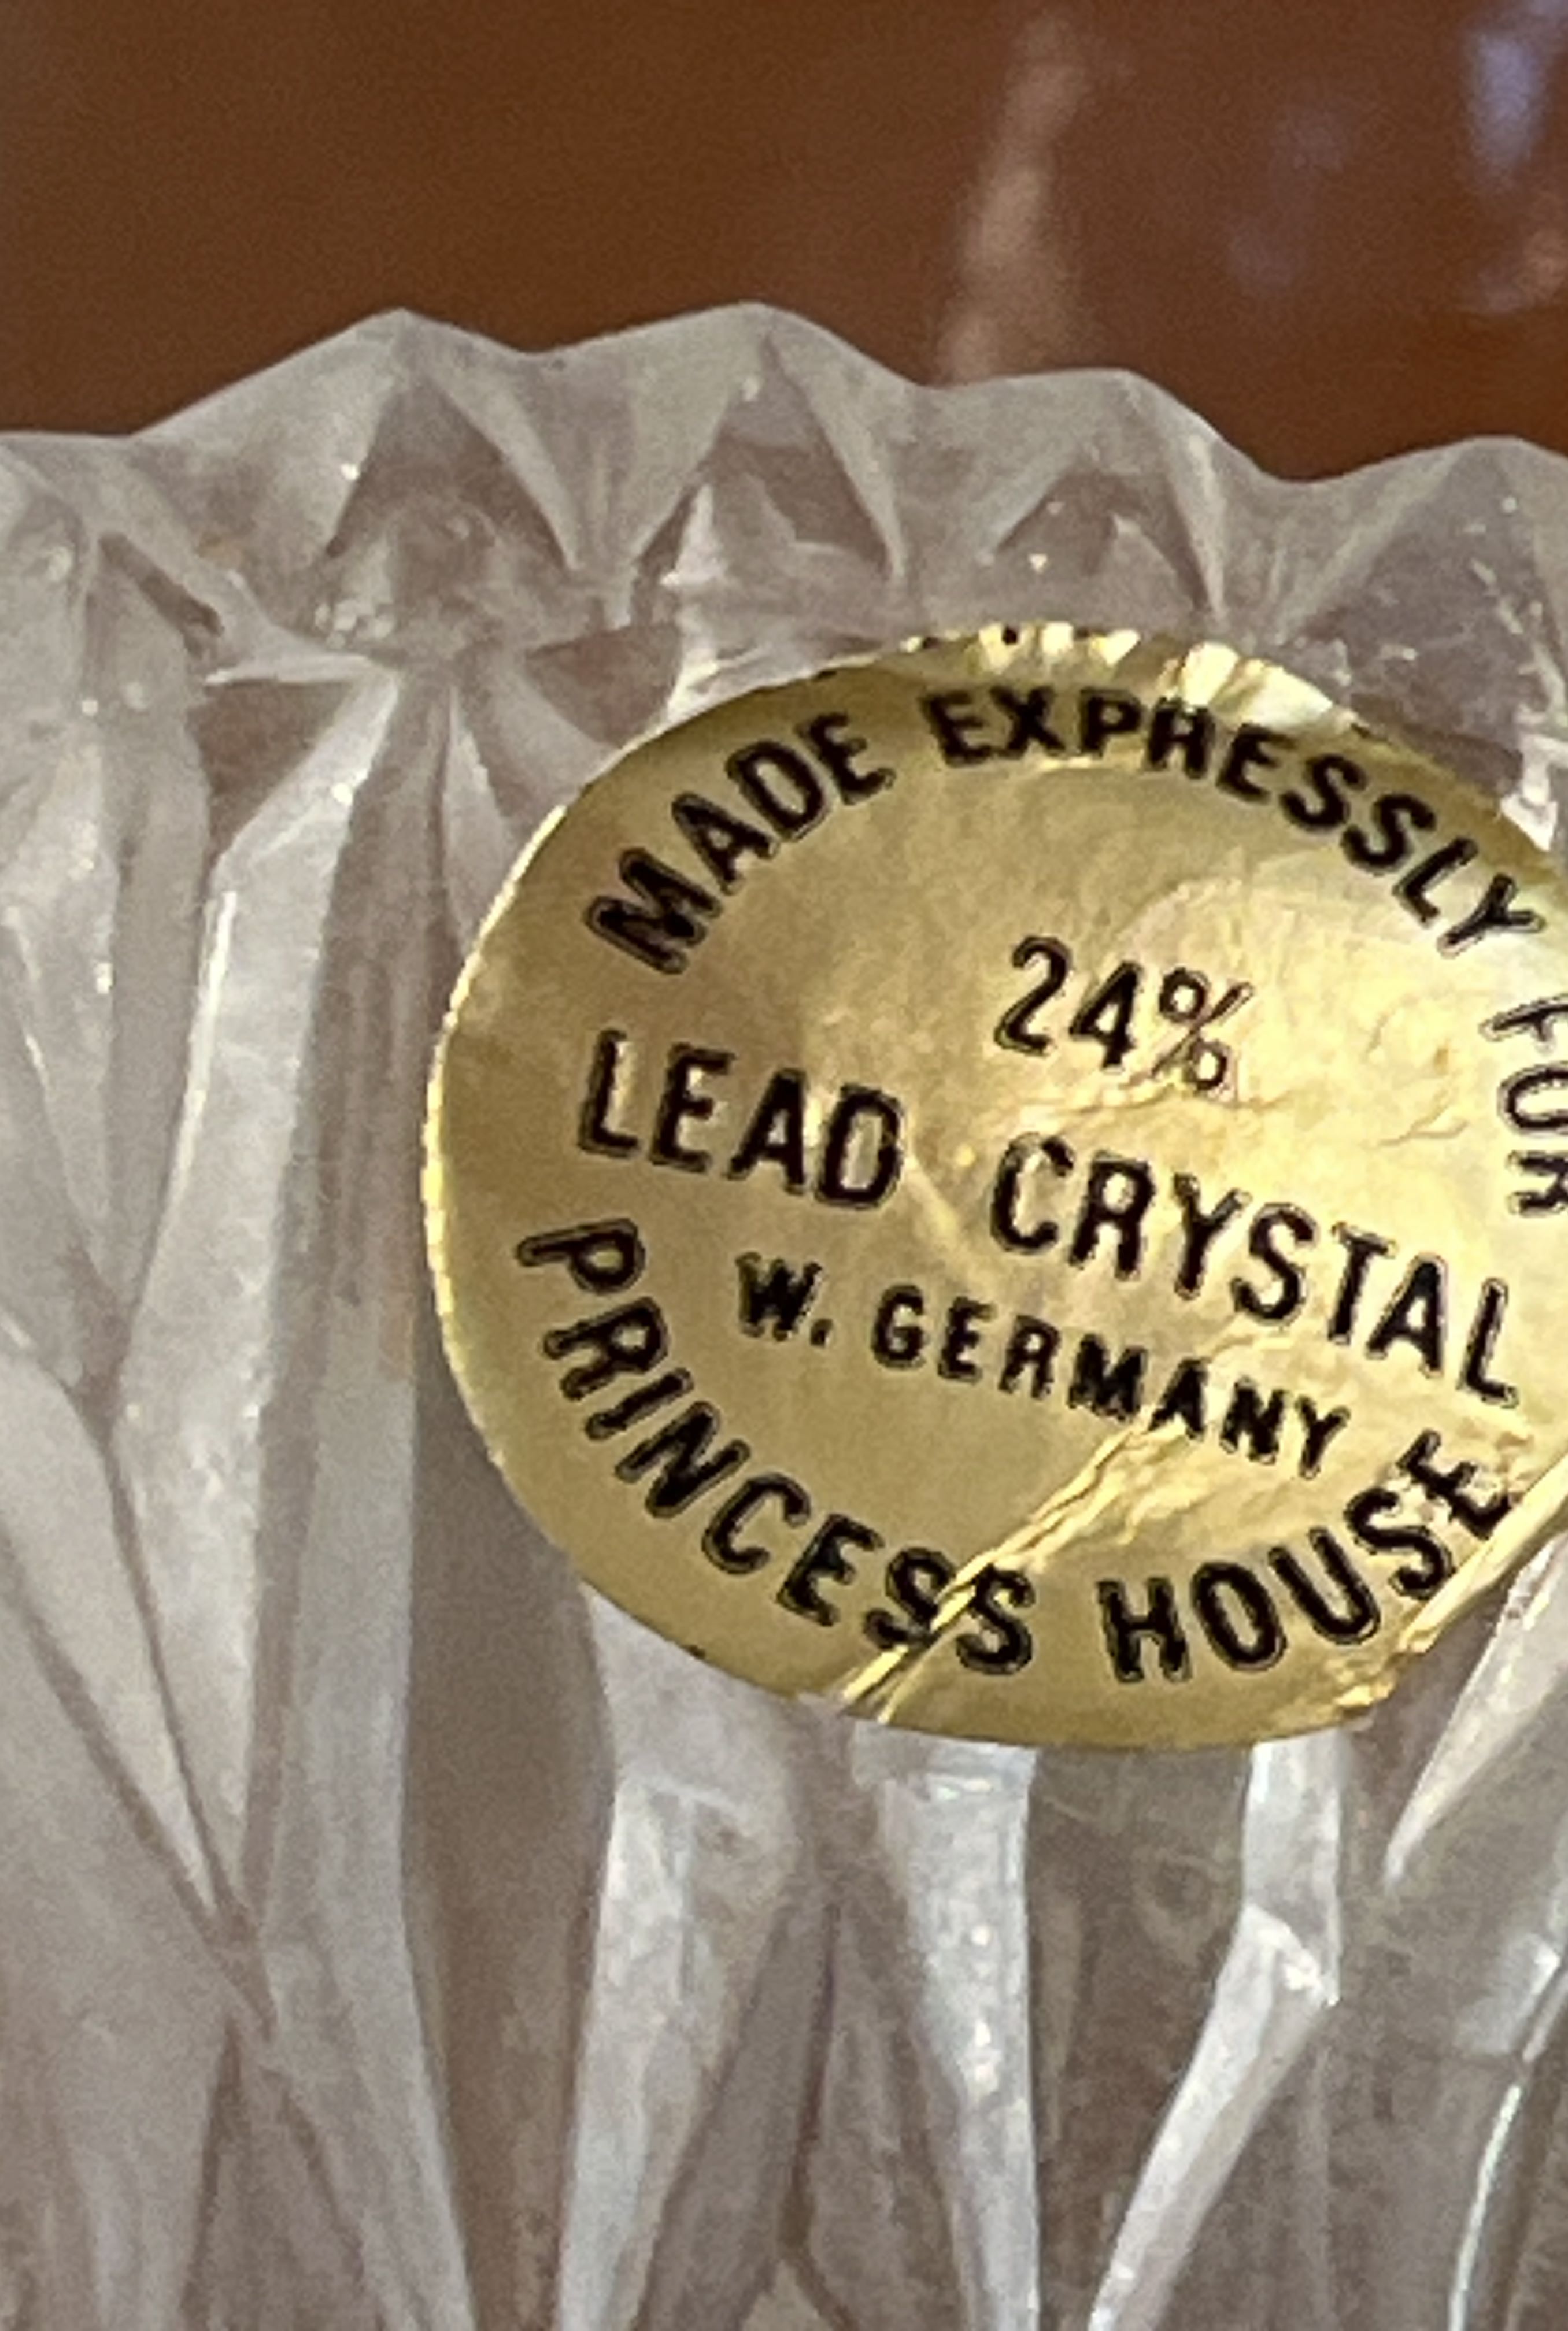 MADE EXPRESSLY FOR
24%
LEAD CRYSTAL
W. GERMANY
PRINCESS HOUSE